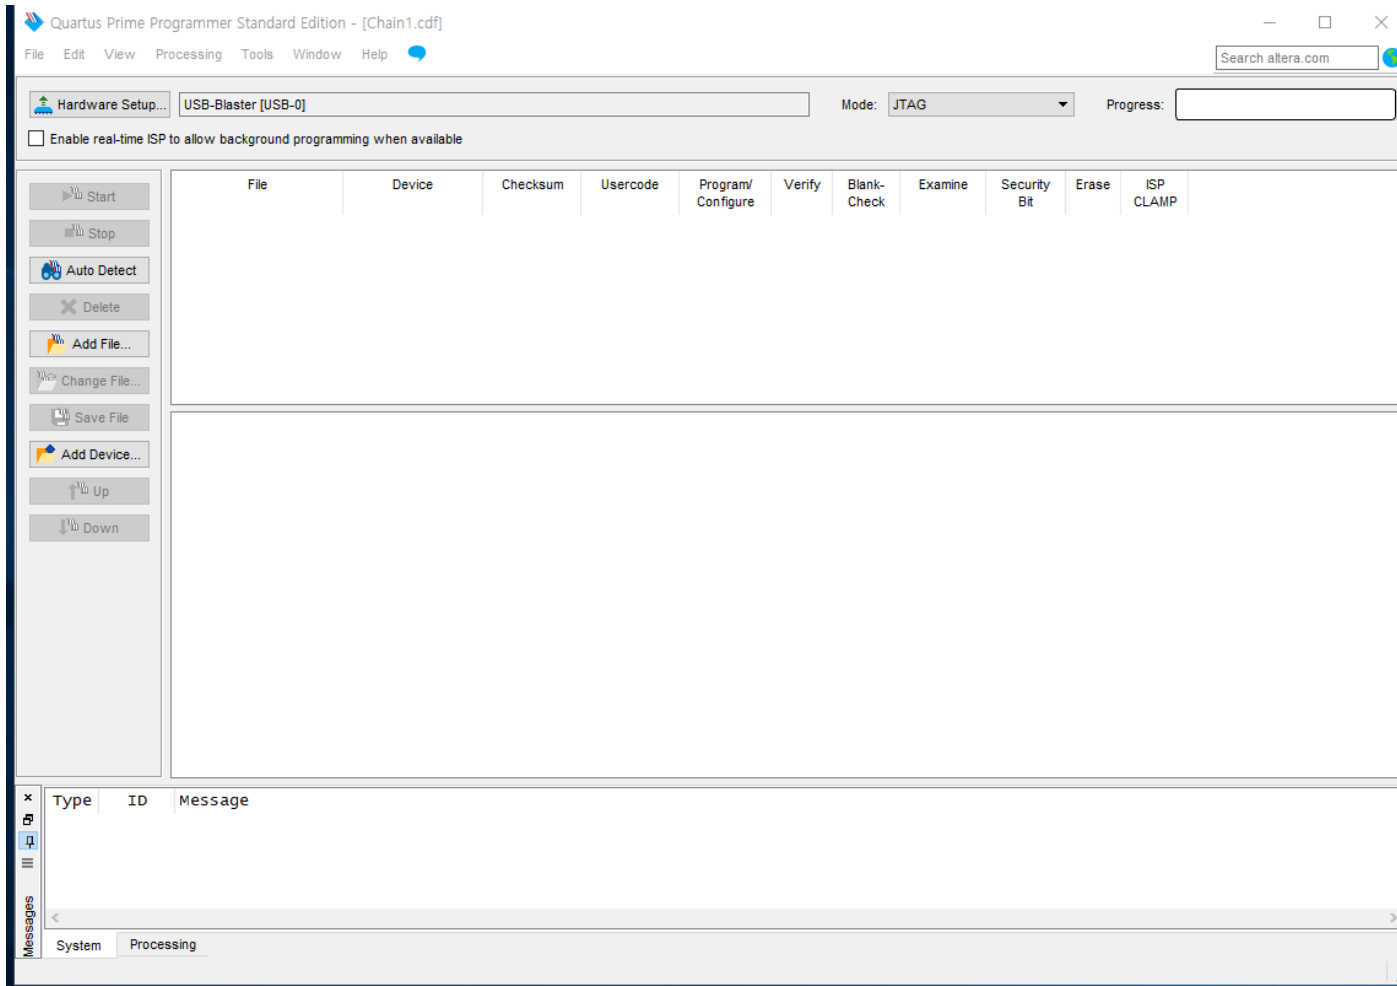 Quartus Prime Programmer Standard Edition - [Chain1.cdf]
File Edit View Processing Tools Window Help
Search altera.com
Hardware Setup... USB-Blaster [USB-0] Mode: JTAG Progress:
Enable real-time ISP to allow background programming when available
Start
Stop
Auto Detect
Delete
Add File...
Change File...
Save File
Add Device...
Up
Down
File Device Checksum Usercode Program/ Verify Blank- Examine Security Erase ISP
Configure Check Bit CLAMP
Type ID Message
Messages
System Processing